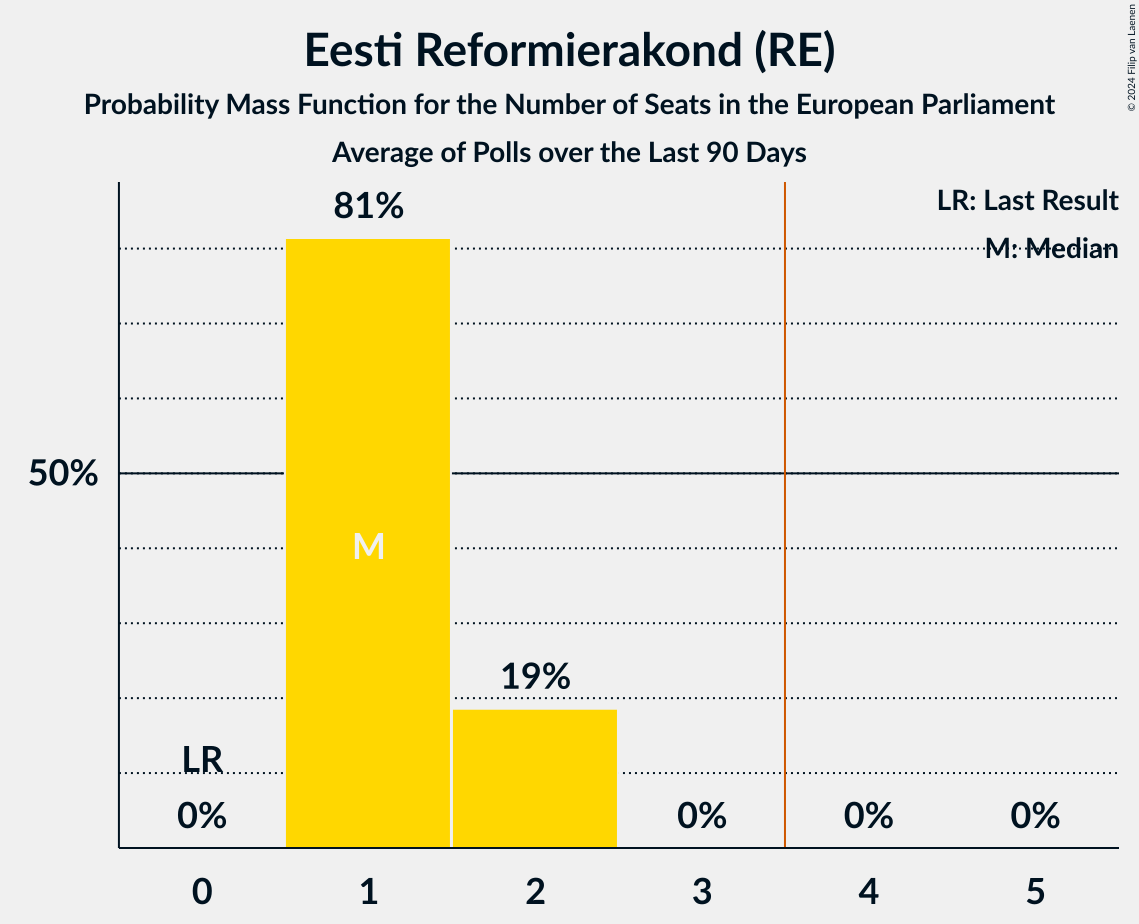 Eesti Reformierakond (RE)
Probability Mass Function for the Number of Seats in the European Parliament
Average of Polls over the Last 90 Days
© 2024 Filip van Laenen
LR: Last Result
M: Median
81%
50%
M
19%
LR
0%
0%
0%
0%
0
1
2
3
4
5